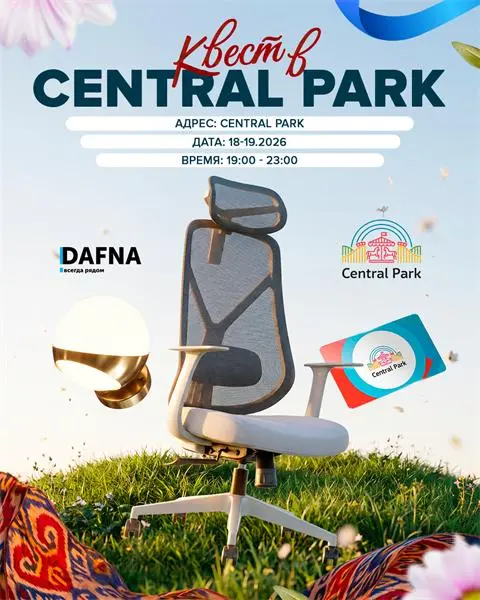 Квест в
CENTRAL PARK
АДРЕС: CENTRAL PARK
ДАТА: 18-19.2026
ВРЕМЯ: 19:00 - 23:00
DAFNA
всегда рядом
Central Park
Central Park